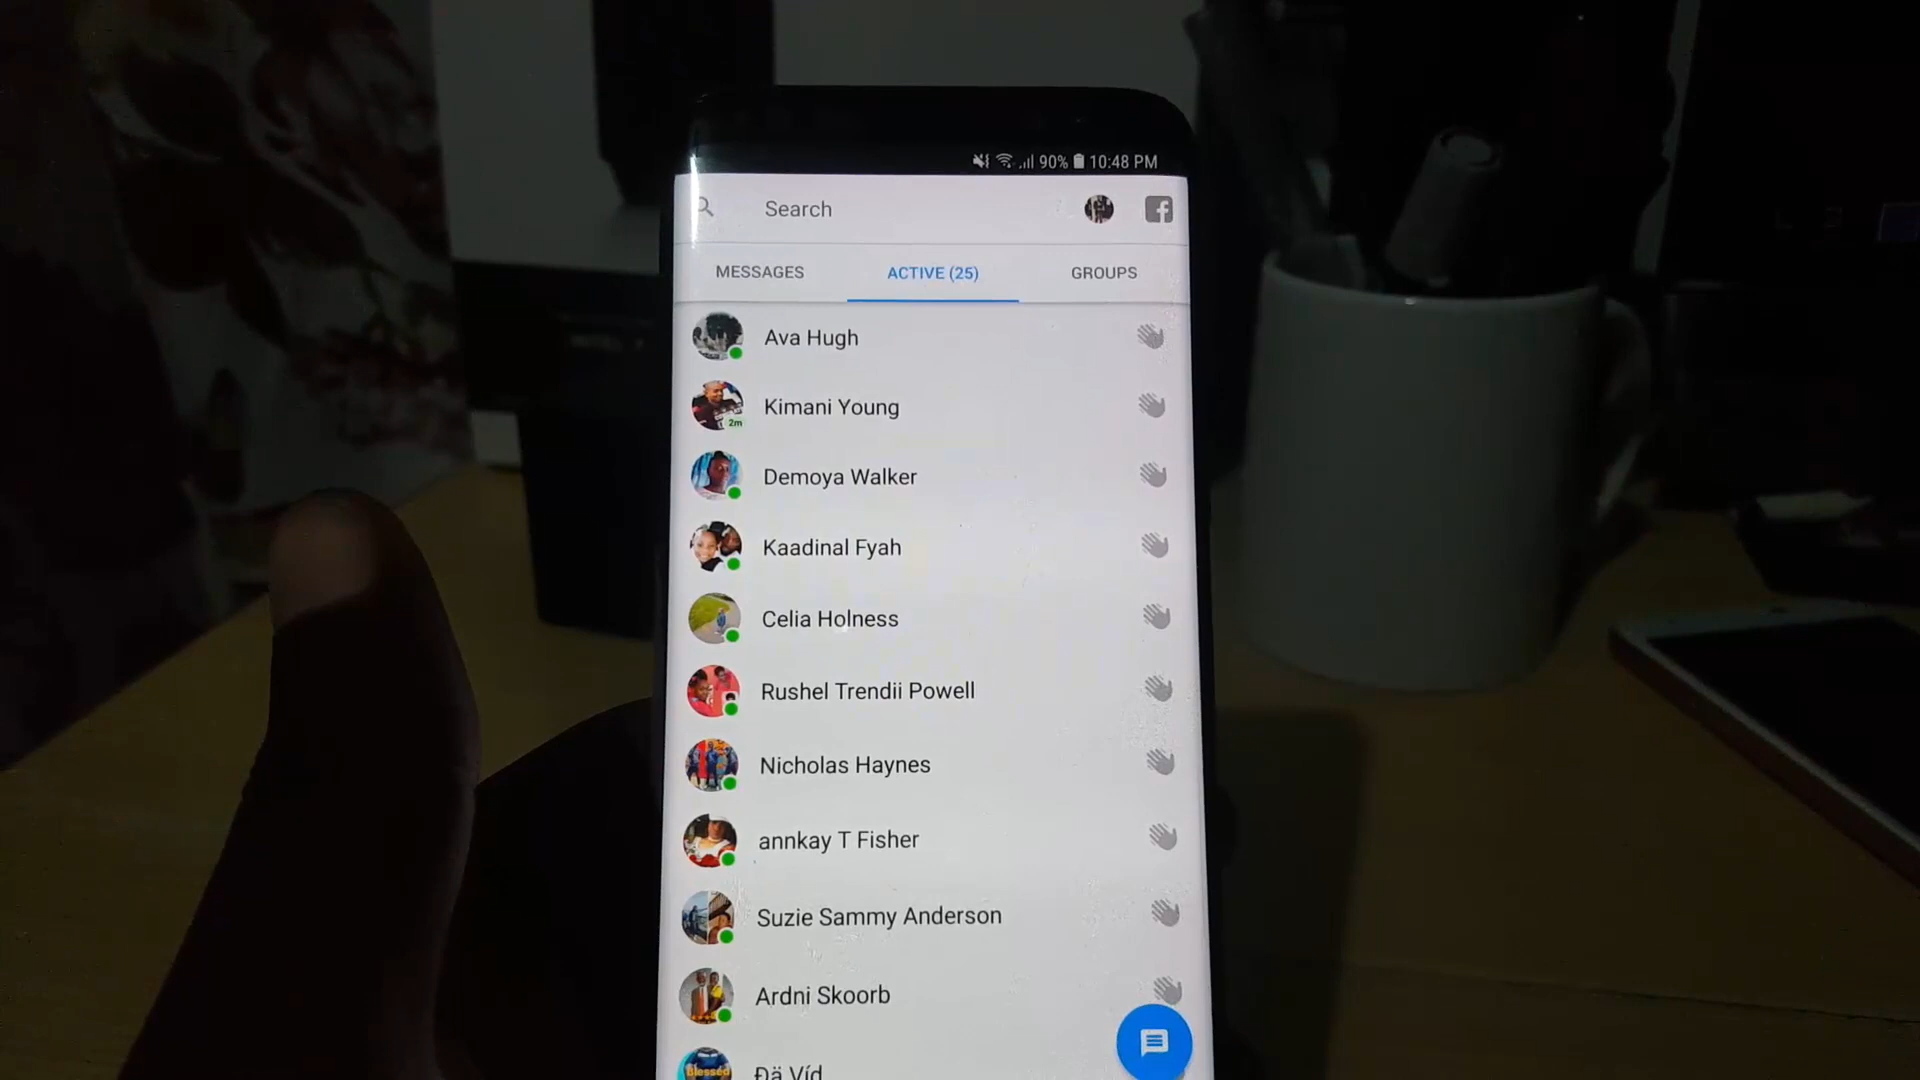 90% 10:48 PM
Search
MESSAGES ACTIVE (25) GROUPS
Ava Hugh
Kimani Young
2m
Demoya Walker
Kaadinal Fyah
Celia Holness
Rushel Trendii Powell
Nicholas Haynes
annkay T Fisher
Suzie Sammy Anderson
Ardni Skoorb
Blessed
Đä Víd